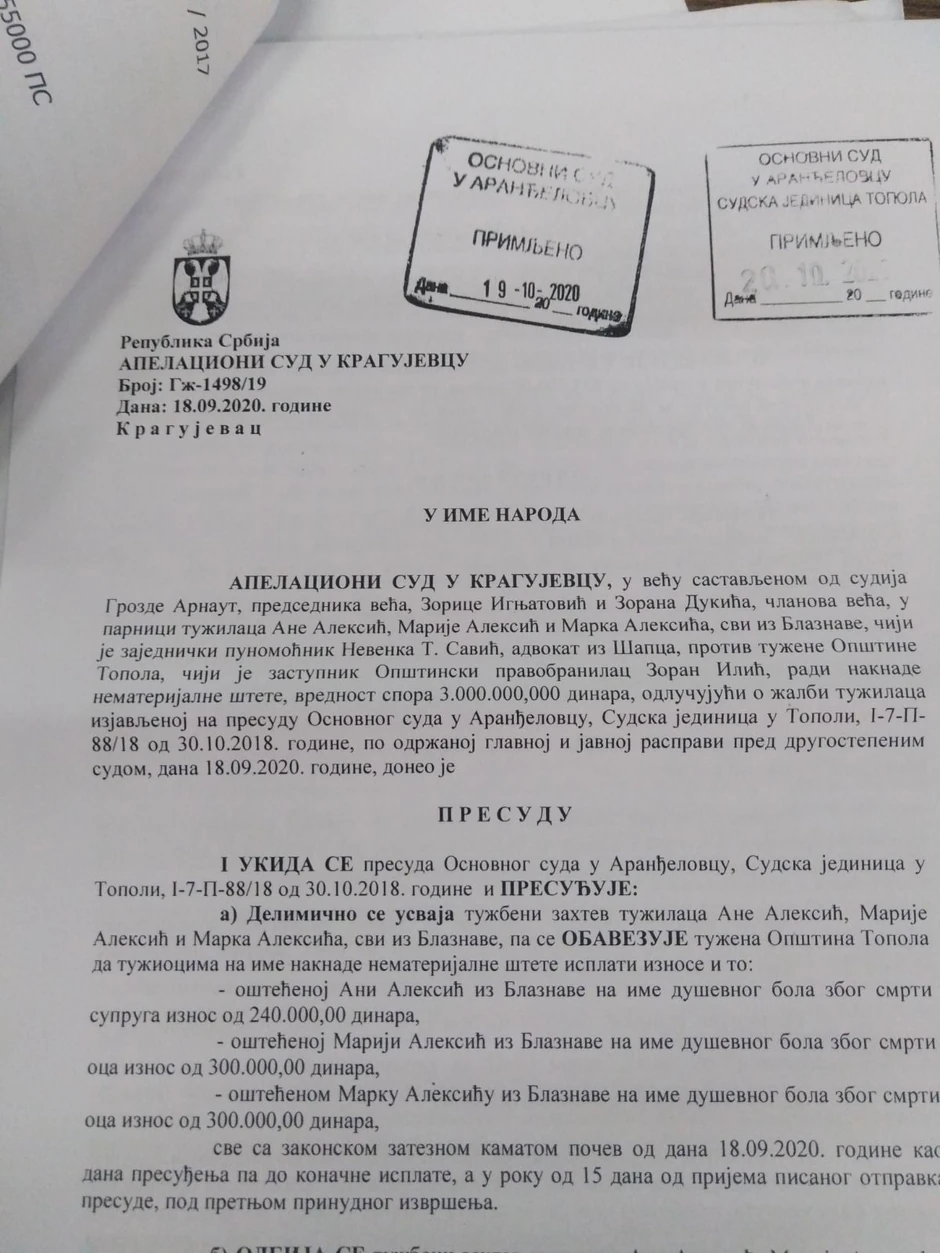 55000 ПС
/ 2017
ОСНОВНИ С
У АРАНЂЕЛОВЦУ
ПРИМЉЕНО
Дана 19 -10- 2020
20 године
ОСНОВНИ СУД
У АРАНЂЕЛОВЦУ
СУДСКА ЈЕДИНИЦА ТОПОЛА
ПРИМЉЕНО
Дана 20 године
Република Србија
АПЕЛАЦИОНИ СУД У КРАГУЈЕВЦУ
Број: Гж-1498/19
Дана: 18.09.2020. године
К р а г у ј е в а ц
У ИМЕ НАРОДА
АПЕЛАЦИОНИ СУД У КРАГУЈЕВЦУ, у већу састављеном од судија
Грозде Арнаут, председника већа, Зорице Игњатовић и Зорана Дукића, чланова већа, у
парници тужилаца Ане Алексић, Марије Алексић и Марка Алексића, сви из Блазнаве, чији
је заједнички пуномоћник Невенка Т. Савић, адвокат из Шапца, против тужене Општине
Топола, чији је заступник Општински правобранилац Зоран Илић, ради накнаде
нематеријалне штете, вредност спора 3.000.000,000 динара, одлучујући о жалби тужилаца
изјављеној на пресуду Основног суда у Аранђеловцу, Судска јединица у Тополи, I-7-П-
88/18 од 30.10.2018. године, по одржаној главној и јавној расправи пред другостепеним
судом, дана 18.09.2020. године, донео је
П Р Е С У Д У
I УКИДА СЕ пресуда Основног суда у Аранђеловцу, Судска јединица у
Тополи, I-7-П-88/18 од 30.10.2018. године и ПРЕСУЂУЈЕ:
а) Делимично се усваја тужбени захтев тужилаца Ане Алексић, Марије
Алексић и Марка Алексића, сви из Блазнаве, па се ОБАВЕЗУЈЕ тужена Општина Топола
да тужиоцима на име накнаде нематеријалне штете исплати износе и то:
- оштећеној Ани Алексић из Блазнаве на име душевног бола због смрти
супруга износ од 240.000,00 динара,
- оштећеној Марији Алексић из Блазнаве на име душевног бола због смрти
оца износ од 300.000,00 динара,
- оштећеном Марку Алексићу из Блазнаве на име душевног бола због смрти
оца износ од 300.000,00 динара,
све са законском затезном каматом почев од дана 18.09.2020. године као
дана пресуђења па до коначне исплате, а у року од 15 дана од пријема писаног отправка
пресуде, под претњом принудног извршења.